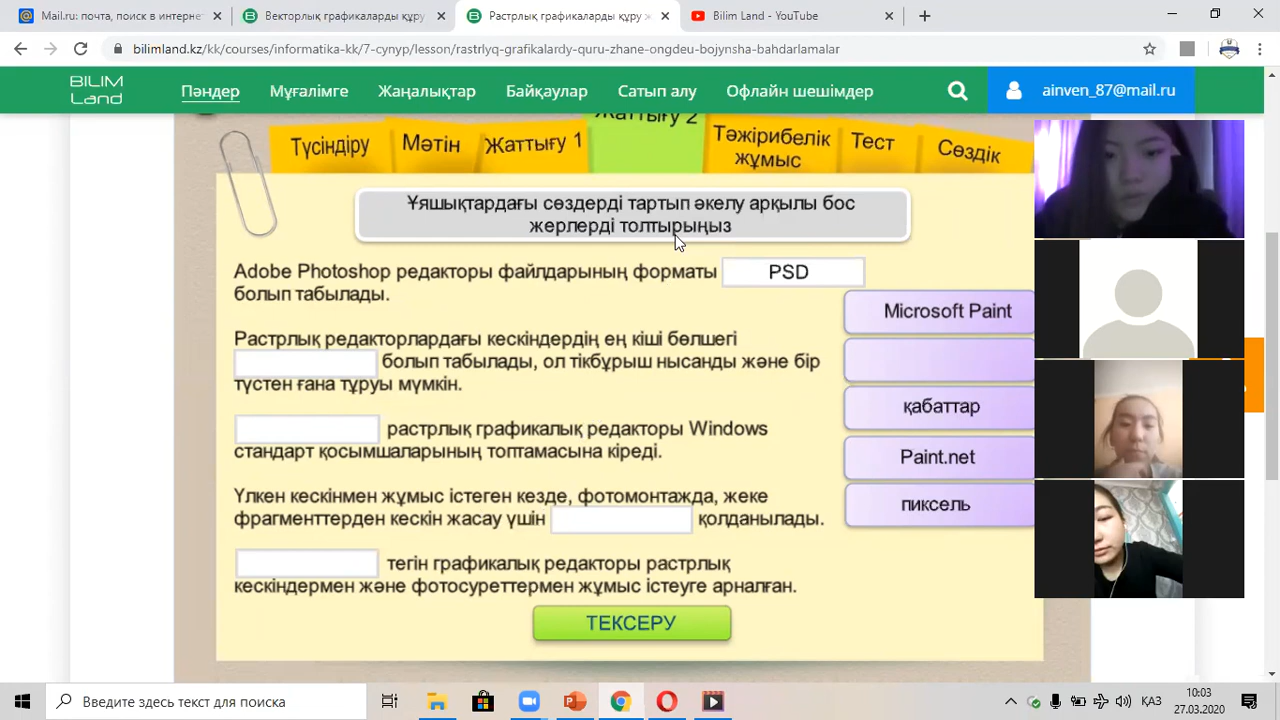 Mail.ru: почта, поиск в интерне
Векторлық графикаларды құру
Растрлық графикаларды құру ж
Bilim Land - YouTube
bilimland.kz/kk/courses/informatika-kk/7-synyp/lesson/rastrlyq-grafikalardy-quru-zhane-ongdeu-bojynsha-bahdarlamalar
BILIM
Land
Пәндер
Мұғалімге
Жаңалықтар
Байқаулар
Сатып алу
Офлайн шешімдер
ainven_87@mail.ru
Түсіндіру
Мәтін
Жаттығу 1
Жаттығу 2
Тәжірибелік
жұмыс
Тест
Сөздік
Ұяшықтардағы сөздерді тартып әкелу арқылы бос
жерлерді толтырыңыз
Adobe Photoshop редакторы файлдарының форматы PSD
болып табылады.
Растрлық редакторлардағы кескіндердің ең кіші бөлшегі
болып табылады, ол тікбұрыш нысанды және бір
түстен ғана тұруы мүмкін.
растрлық графикалық редакторы Windows
стандарт қосымшаларының топтамасына кіреді.
Үлкен кескінмен жұмыс істеген кезде, фотомонтажда, жеке
фрагменттерден кескін жасау үшін қолданылады.
тегін графикалық редакторы растрлық
кескіндермен және фотосуреттермен жұмыс істеуге арналған.
Microsoft Paint
қабаттар
Paint.net
пиксель
ТЕКСЕРУ
Введите здесь текст для поиска
ҚАЗ
10:03
27.03.2020